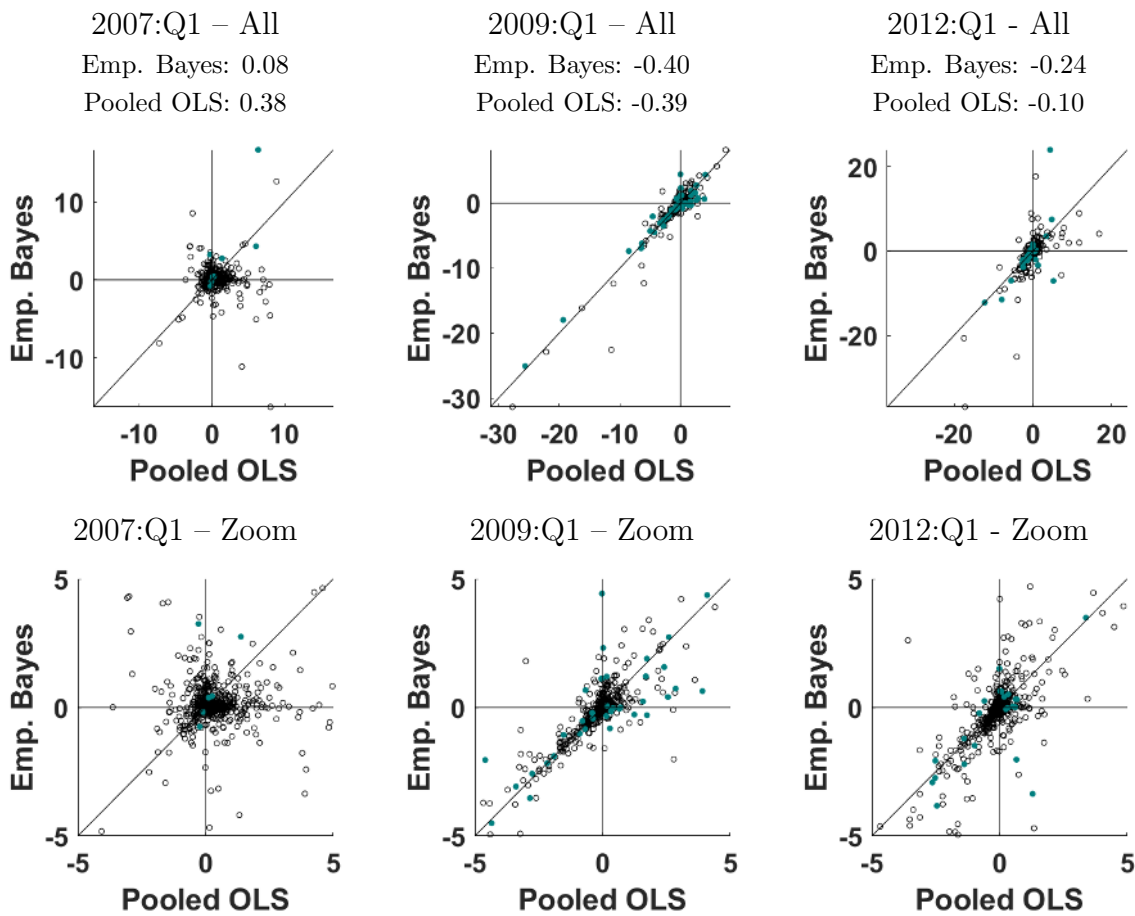 2007:Q1 – All
Emp. Bayes: 0.08
Pooled OLS: 0.38
10
0
-10
Emp. Bayes
-10 0 10
Pooled OLS
2009:Q1 – All
Emp. Bayes: -0.40
Pooled OLS: -0.39
0
-10
-20
-30
Emp. Bayes
-30 -20 -10 0
Pooled OLS
2012:Q1 - All
Emp. Bayes: -0.24
Pooled OLS: -0.10
20
0
-20
Emp. Bayes
-20 0 20
Pooled OLS
2007:Q1 – Zoom
5
0
-5
Emp. Bayes
-5 0 5
Pooled OLS
2009:Q1 – Zoom
5
0
-5
Emp. Bayes
-5 0 5
Pooled OLS
2012:Q1 - Zoom
5
0
-5
Emp. Bayes
-5 0 5
Pooled OLS